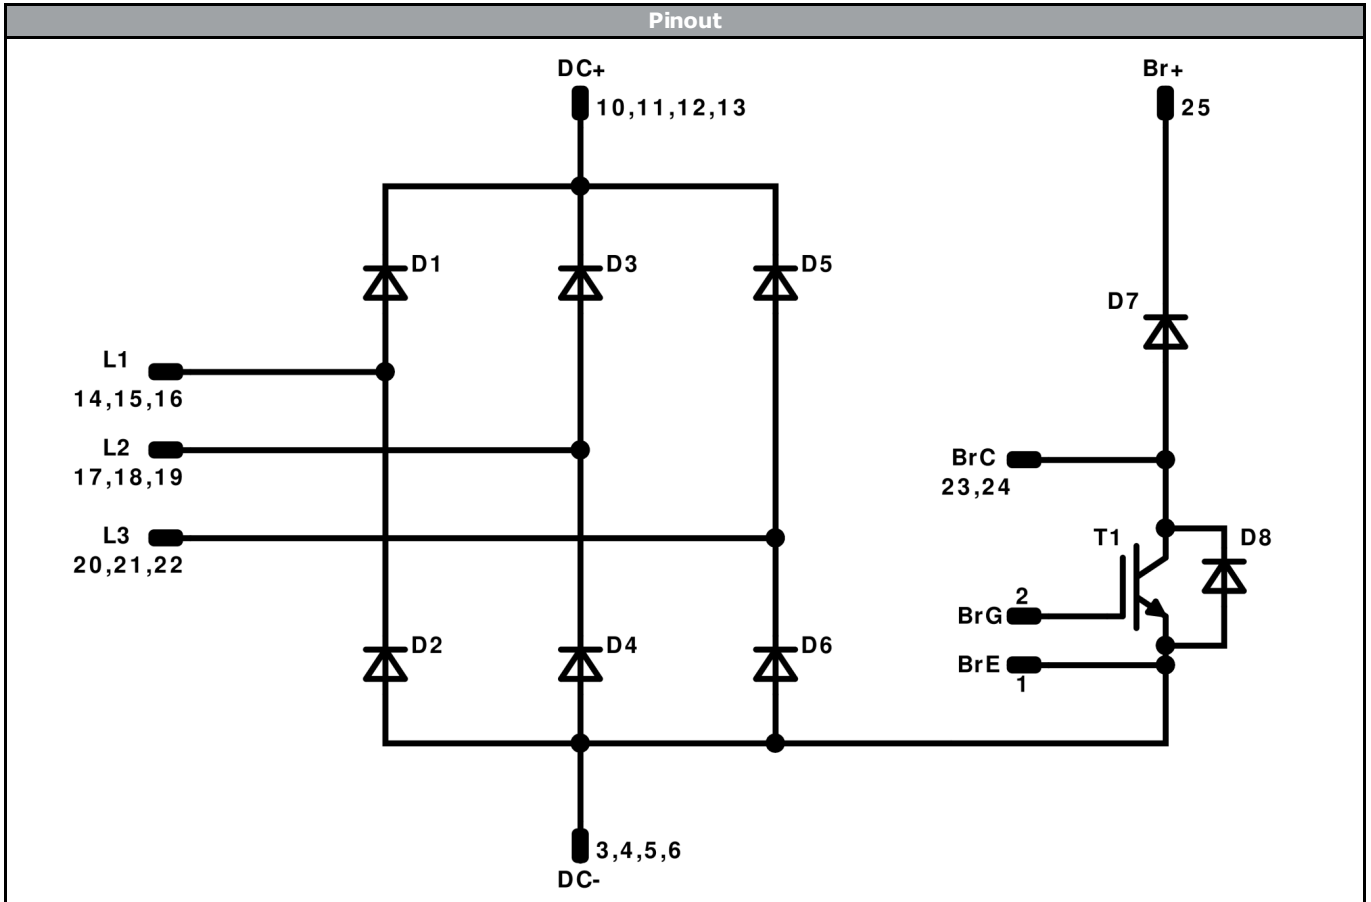 Pinout
DC+
10,11,12,13
Br+
25
D1
D3
D5
D7
L1
14,15,16
L2
17,18,19
L3
20,21,22
BrC
23,24
T1
D8
2
BrG
BrE
1
D2
D4
D6
3,4,5,6
DC-